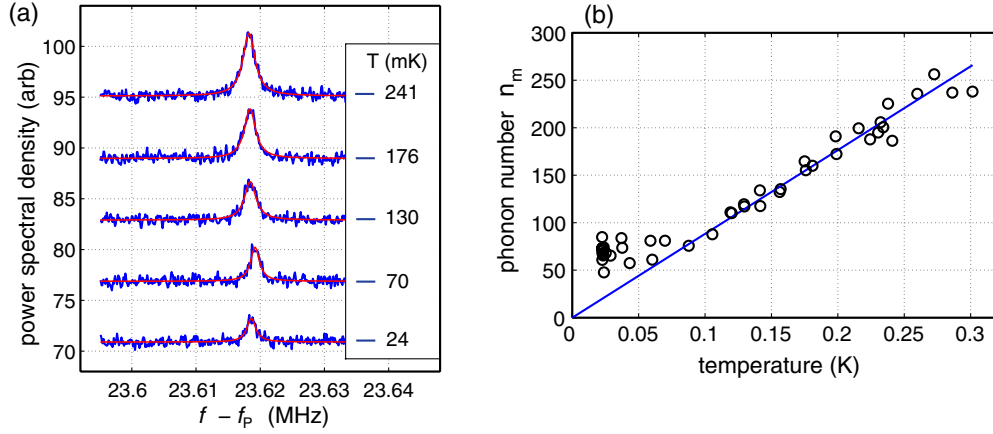 (a)
power spectral density (arb)
100
95
90
85
80
75
70
T (mK)
241
176
130
70
24
23.6 23.61 23.62 23.63 23.64
f – f_P (MHz)
(b)
phonon number n_m
300
250
200
150
100
50
0
0 0.05 0.1 0.15 0.2 0.25 0.3
temperature (K)